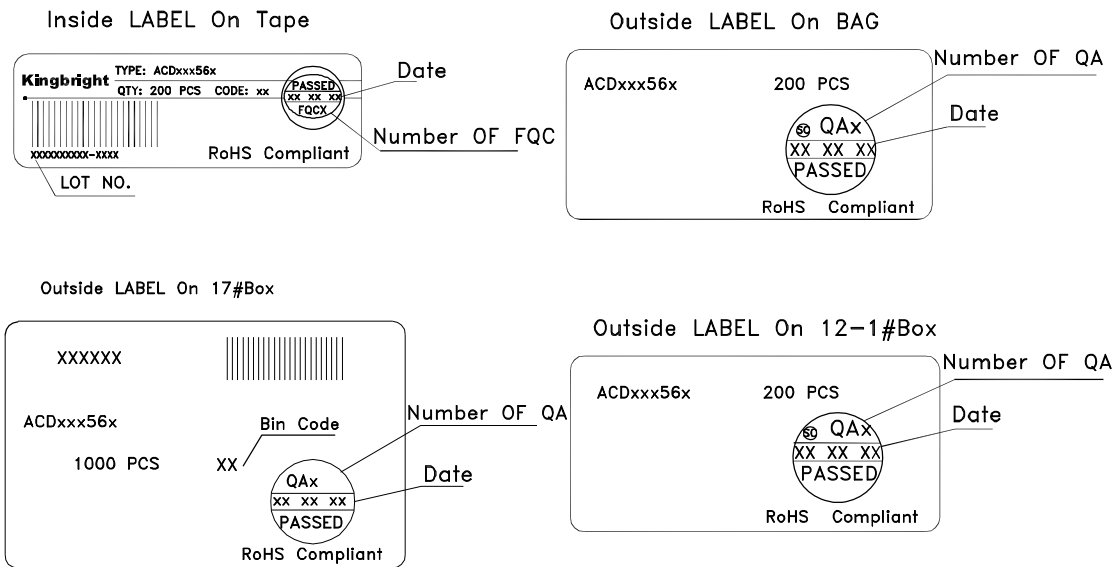 Inside LABEL On Tape
Kingbright
TYPE: ACDxxx56x
QTY: 200 PCS CODE: xx
PASSED
xx xx xx
FQCX
Date
Number OF FQC
xxxxxxxxxx-xxxx
RoHS Compliant
LOT NO.
Outside LABEL On BAG
ACDxxx56x
200 PCS
Number OF QA
SC QAx
Date
XX XX XX
PASSED
RoHS Compliant
Outside LABEL On 17#Box
XXXXXX
ACDxxx56x
Bin Code
Number OF QA
1000 PCS
XX
QAx
Date
xx xx xx
PASSED
RoHS Compliant
Outside LABEL On 12-1#Box
ACDxxx56x
200 PCS
Number OF QA
SC QAx
Date
XX XX XX
PASSED
RoHS Compliant